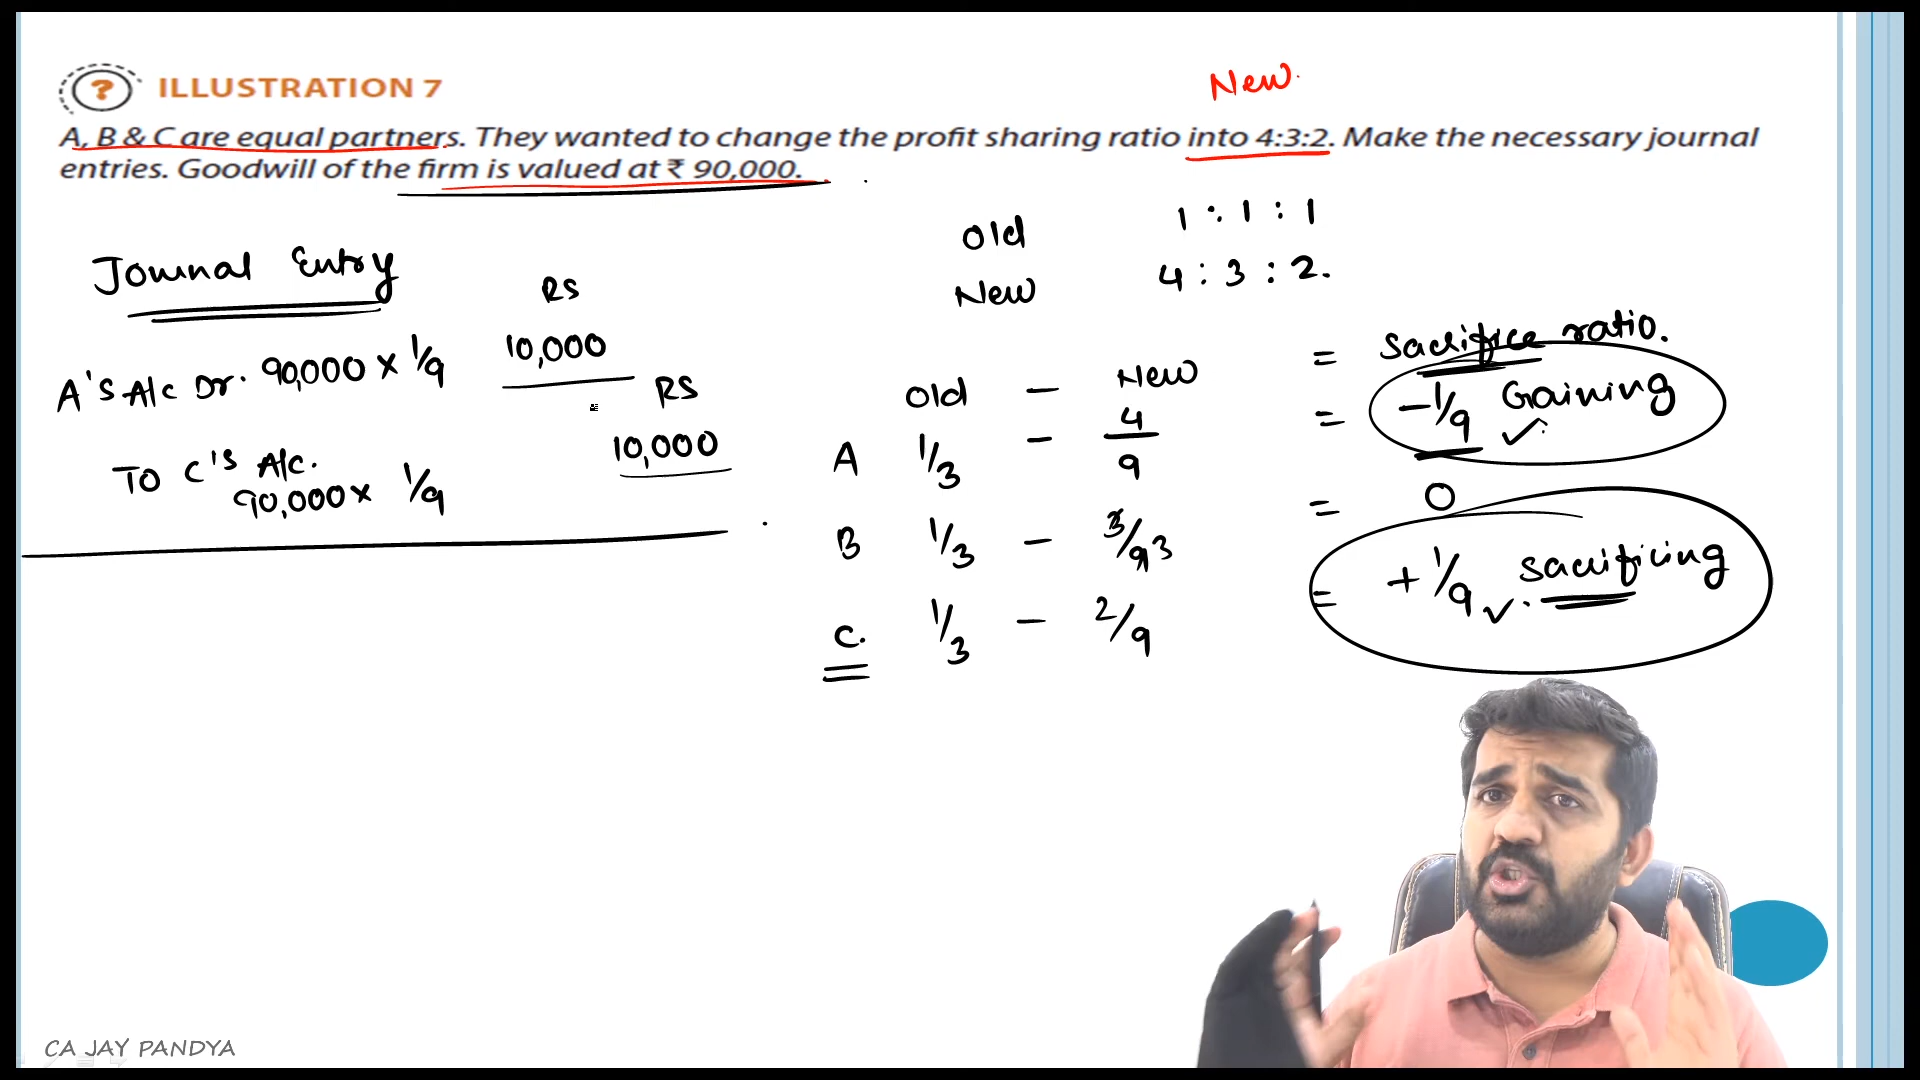 ? ILLUSTRATION 7
New.
A, B & C are equal partners. They wanted to change the profit sharing ratio into 4:3:2. Make the necessary journal
entries. Goodwill of the firm is valued at ₹ 90,000.
Old 1 : 1 : 1
New 4 : 3 : 2.
Journal Entry
RS
A's A/c Dr. 90,000 x 1/9 10,000
RS
To C's A/c. 10,000
90,000 x 1/9
Old - New = Sacrifice ratio.
A 1/3 - 4/9 = -1/9 Gaining ✓
B 1/3 - 3/9 = 0
C. 1/3 - 2/9 = + 1/9 ✓. sacrificing
CA JAY PANDYA